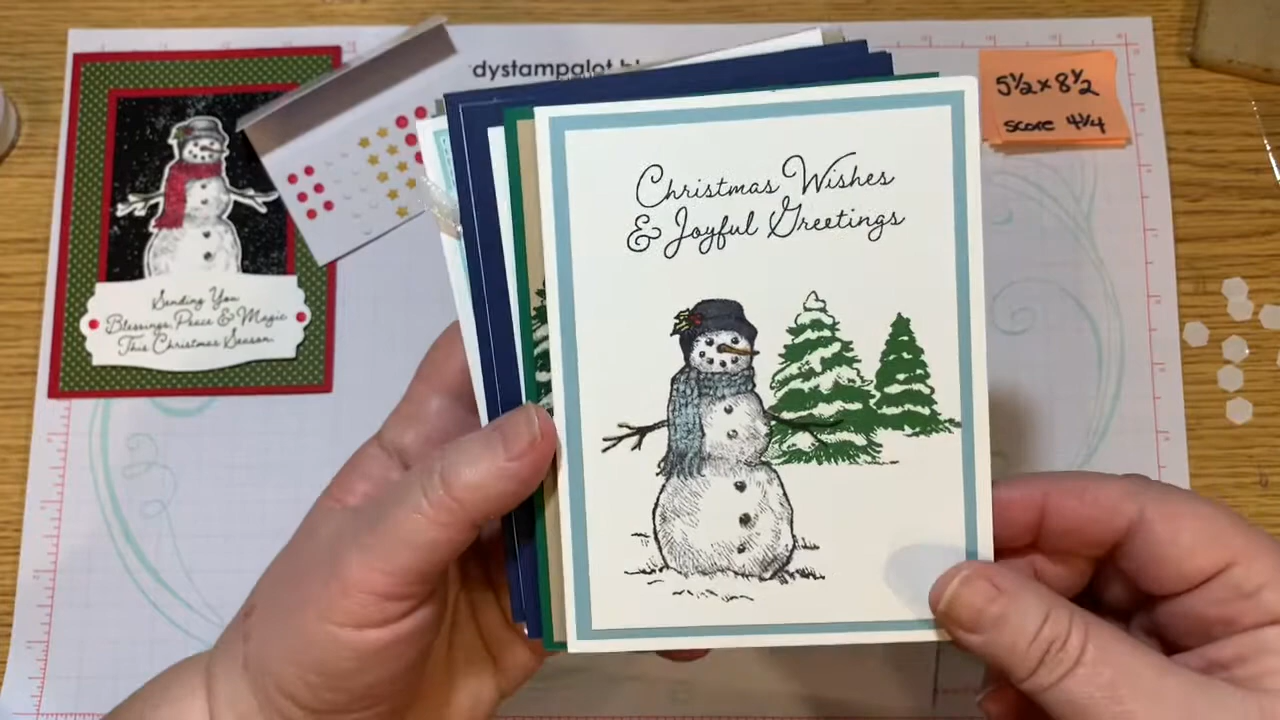 dystampalot.bl
5½ x 8½
score 4¼
Christmas Wishes
& Joyful Greetings
Sending You
Blessings, Peace & Magic
This Christmas Season.